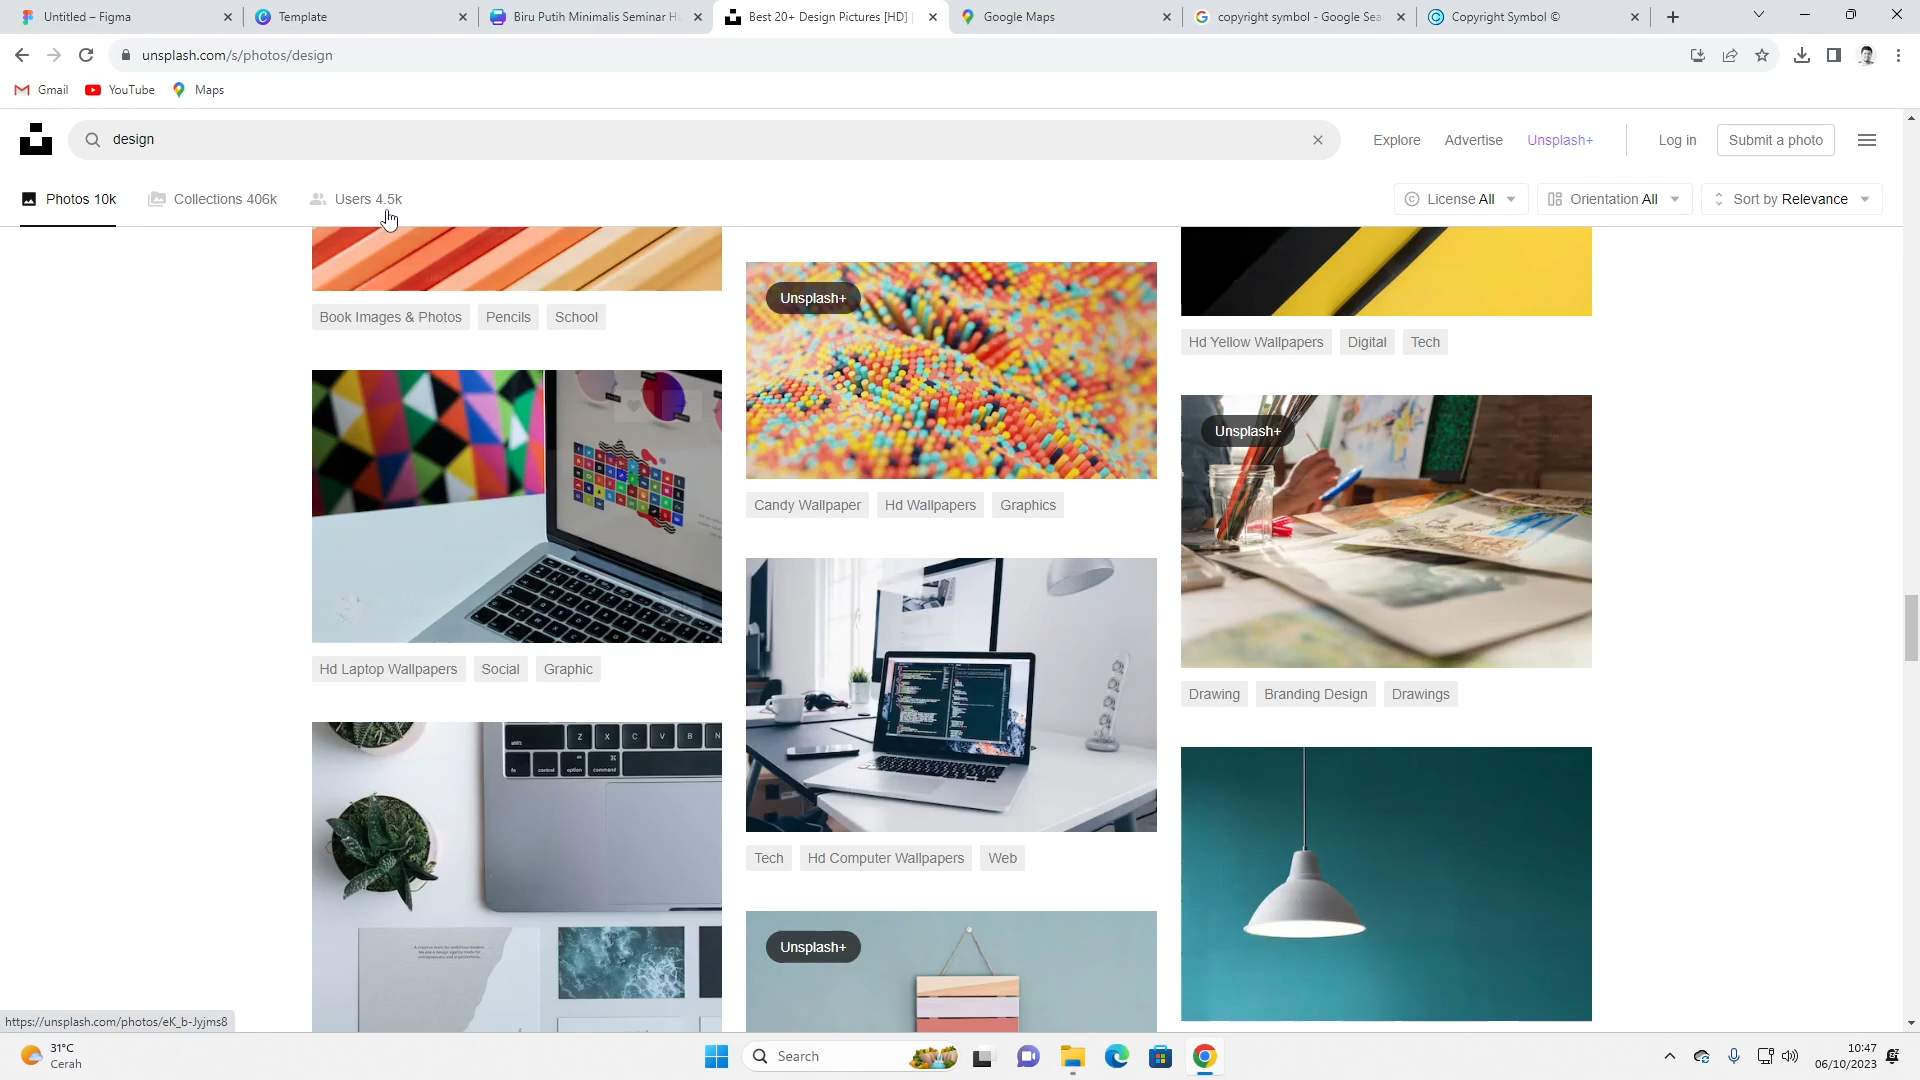 Untitled – Figma
Template
Biru Putih Minimalis Seminar H
Best 20+ Design Pictures [HD] |
Google Maps
copyright symbol - Google Sea
Copyright Symbol ©
unsplash.com/s/photos/design
Gmail
YouTube
Maps
design
Explore
Advertise
Unsplash+
Log in
Submit a photo
Photos 10k
Collections 406k
Users 4.5k
License All
Orientation All
Sort by Relevance
Book Images & Photos
Pencils
School
Unsplash+
Hd Yellow Wallpapers
Digital
Tech
Unsplash+
Candy Wallpaper
Hd Wallpapers
Graphics
Hd Laptop Wallpapers
Social
Graphic
Drawing
Branding Design
Drawings
Z X C V B N
fn control option command
Tech
Hd Computer Wallpapers
Web
Unsplash+
https://unsplash.com/photos/eK_b-Jyjms8
31°C
Cerah
Search
10:47
06/10/2023